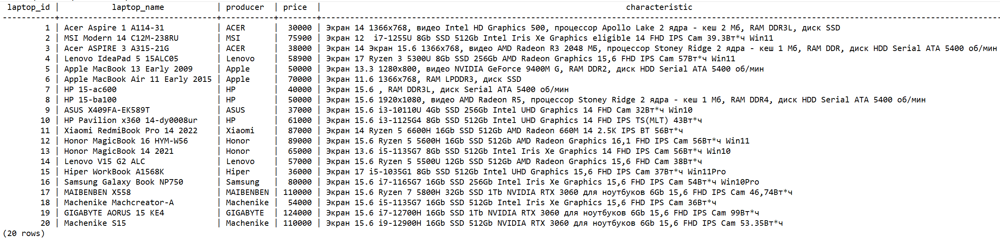 laptop_id | laptop_name | producer | price | characteristic
-----------+---------------------------------+-----------+--------+-----------------------------------------------------------------------------------------------------------------------------------------------
1 | Acer Aspire 1 A114-31 | ACER | 30000 | Экран 14 1366x768, видео Intel HD Graphics 500, процессор Apollo Lake 2 ядра - кеш 2 Мб, RAM DDR3L, диск SSD
2 | MSI Modern 14 C12M-238RU | MSI | 75900 | Экран 12  i7-1255U 8Gb SSD 512Gb Intel Iris Xe Graphics eligible 14 FHD IPS Cam 39.3Вт*ч Win11
3 | Acer ASPIRE 3 A315-21G | ACER | 38000 | Экран 14 Экран 15.6 1366x768, видео AMD Radeon R3 2048 МБ, процессор Stoney Ridge 2 ядра - кеш 1 Мб, RAM DDR, диск HDD Serial ATA 5400 об/мин
4 | Lenovo IdeaPad 5 15ALC05 | Lenovo | 58900 | Экран 17 Ryzen 3 5300U 8Gb SSD 256Gb AMD Radeon Graphics 15,6 FHD IPS Cam 57Вт*ч Win11
5 | Apple MacBook 13 Early 2009 | Apple | 50000 | Экран 13.3 1280x800, видео NVIDIA GeForce 9400M G, RAM DDR2, диск HDD Serial ATA 5400 об/мин
6 | Apple MacBook Air 11 Early 2015 | Apple | 70000 | Экран 11.6 1366x768, RAM LPDDR3, диск SSD
7 | HP 15-ac600 | HP | 40000 | Экран 15.6 , RAM DDR3L, диск Serial ATA 5400 об/мин
8 | HP 15-ba100 | HP | 50000 | Экран 15.6 1920x1080, видео AMD Radeon R5, процессор Stoney Ridge 2 ядра - кеш 1 Мб, RAM DDR4, диск HDD Serial ATA 5400 об/мин
9 | ASUS X409FA-EK589T | ASUS | 37000 | Экран 15.6 i3-10110U 4Gb SSD 256Gb Intel UHD Graphics 14 FHD Cam 32Вт*ч Win10
10 | HP Pavilion x360 14-dy0008ur | HP | 61000 | Экран 15.6 i3-1125G4 8Gb SSD 512Gb Intel UHD Graphics 14 FHD IPS TS(MLT) 43Вт*ч
11 | Xiaomi RedmiBook Pro 14 2022 | Xiaomi | 87000 | Экран 14 Ryzen 5 6600H 16Gb SSD 512Gb AMD Radeon 660M 14 2.5K IPS BT 56Вт*ч
12 | Honor MagicBook 16 HYM-W56 | Honor | 89000 | Экран 15.6 Ryzen 5 5600H 16Gb SSD 512Gb AMD Radeon Graphics 16,1 FHD IPS Cam 56Вт*ч Win11
13 | Honor MagicBook 14 2021 | Honor | 65000 | Экран 13.6 i5-1135G7 8Gb SSD 512Gb Intel Iris Xe Graphics 14 FHD IPS Cam 56Вт*ч Win10
14 | Lenovo V15 G2 ALC | Lenovo | 57000 | Экран 15.6 Ryzen 5 5500U 12Gb SSD 512Gb AMD Radeon Graphics 15,6 FHD Cam 38Вт*ч
15 | Hiper WorkBook A1568K | Hiper | 36000 | Экран 17 i5-1035G1 8Gb SSD 512Gb Intel UHD Graphics 15,6 FHD IPS Cam 37Вт*ч Win11Pro
16 | Samsung Galaxy Book NP750 | Samsung | 80000 | Экран 15.6 i7-1165G7 16Gb SSD 256Gb Intel Iris Xe Graphics 15,6 FHD IPS Cam 54Вт*ч Win10Pro
17 | MAIBENBEN X558 | MAIBENBEN | 110000 | Экран 15.6 Ryzen 7 5800H 32Gb SSD 1Tb NVIDIA RTX 3060 для ноутбуков 6Gb 15,6 FHD IPS Cam 46,74Вт*ч
18 | Machenike Machcreator-A | Machenike | 54000 | Экран 15.6 i5-1135G7 16Gb SSD 512Gb Intel Iris Xe Graphics 15,6 FHD IPS Cam 36Вт*ч
19 | GIGABYTE AORUS 15 KE4 | GIGABYTE | 124000 | Экран 15.6 i7-12700H 16Gb SSD 1Tb NVIDIA RTX 3060 для ноутбуков 6Gb 15,6 FHD IPS Cam 99Вт*ч
20 | Machenike S15 | Machenike | 110000 | Экран 15.6 i9-12900H 16Gb SSD 512Gb NVIDIA RTX 3060 для ноутбуков 6Gb 15,6 FHD IPS Cam 53.35Вт*ч
(20 rows)